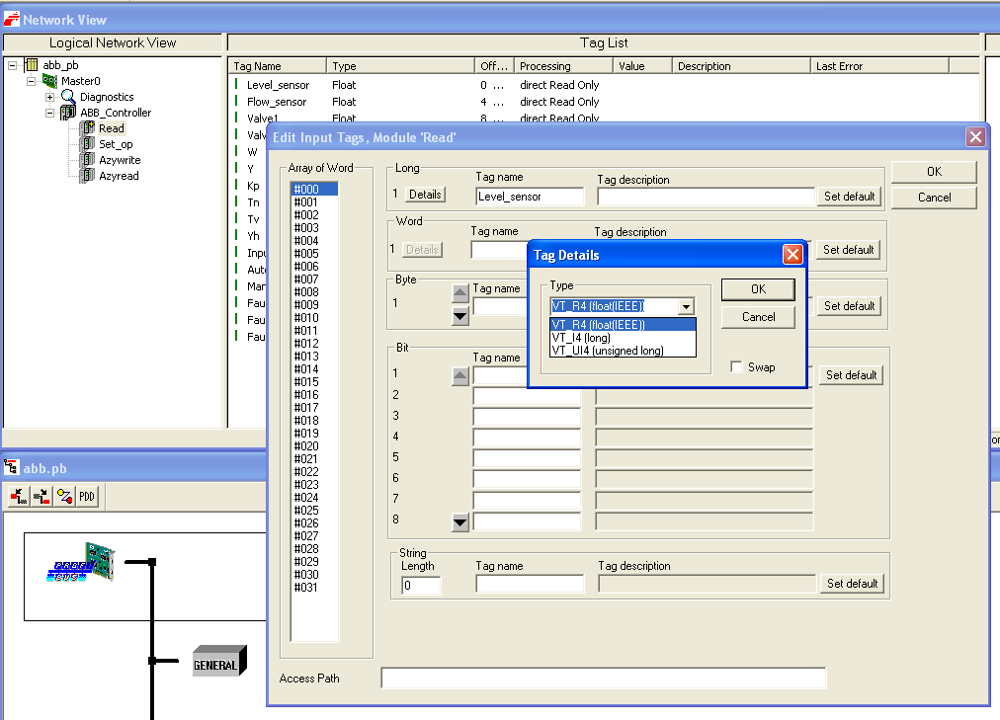 Network View
Logical Network View
Tag List
abb_pb
Master0
Diagnostics
ABB_Controller
Read
Set_op
Azywrite
Azyread
Tag Name Type Off... Processing Value Description Last Error
Level_sensor Float 0 ... direct Read Only
Flow_sensor Float 4 ... direct Read Only
Valve1 Float 8 ... direct Read Only
Valv
W
Y
Kp
Tn
Tv
Yh
Inpu
Auto
Man
Fau
Fau
Fau
Edit Input Tags, Module 'Read'
Array of Word
#000
#001
#002
#003
#004
#005
#006
#007
#008
#009
#010
#011
#012
#013
#014
#015
#016
#017
#018
#019
#020
#021
#022
#023
#024
#025
#026
#027
#028
#029
#030
#031
Long
Tag name Tag description
1 Details Level_sensor Set default
OK
Cancel
Word
Tag name Tag description
1 Details Set default
Byte
1 Tag name
Set default
Bit
Tag name
1 Set default
2
3
4
5
6
7
8
String
Length Tag name Tag description
0 Set default
Access Path
Tag Details
Type
VT_R4 (float(IEEE))
VT_R4 (float(IEEE))
VT_I4 (long)
VT_UI4 (unsigned long)
OK
Cancel
Swap
abb.pb
PDD
GENERAL